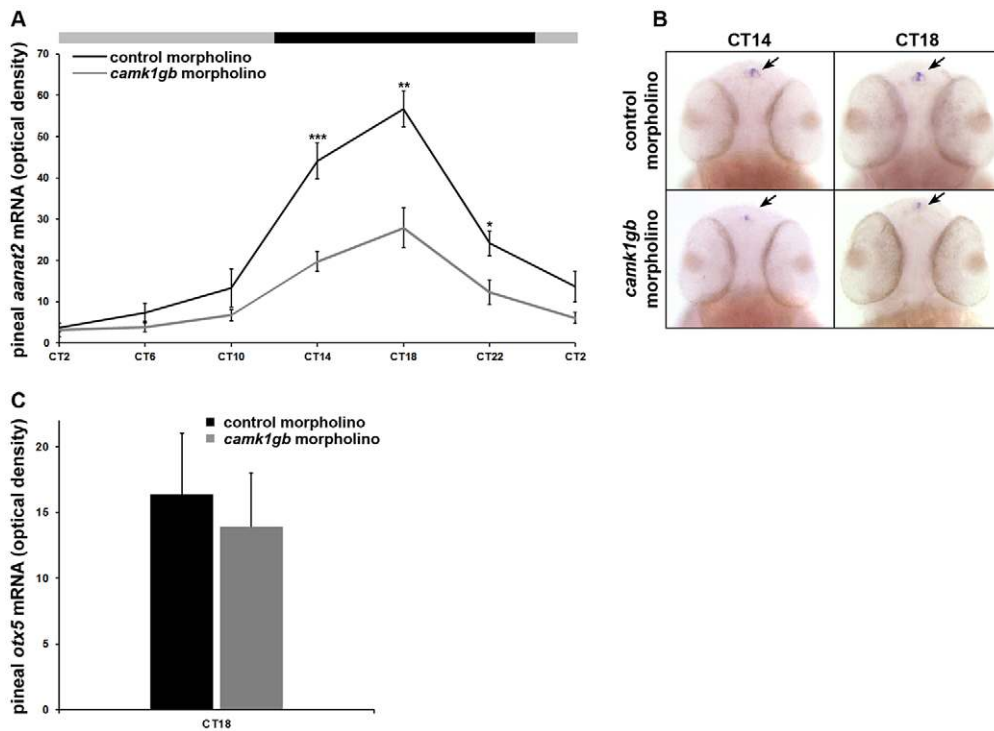 A
control morpholino
camk1gb morpholino
pineal aanat2 mRNA (optical density)
70
60
50
40
30
20
10
0
***
**
*
CT2 CT6 CT10 CT14 CT18 CT22 CT2
B
CT14 CT18
control
morpholino
camk1gb
morpholino
C
control morpholino
camk1gb morpholino
pineal otx5 mRNA (optical density)
20
15
10
5
0
CT18